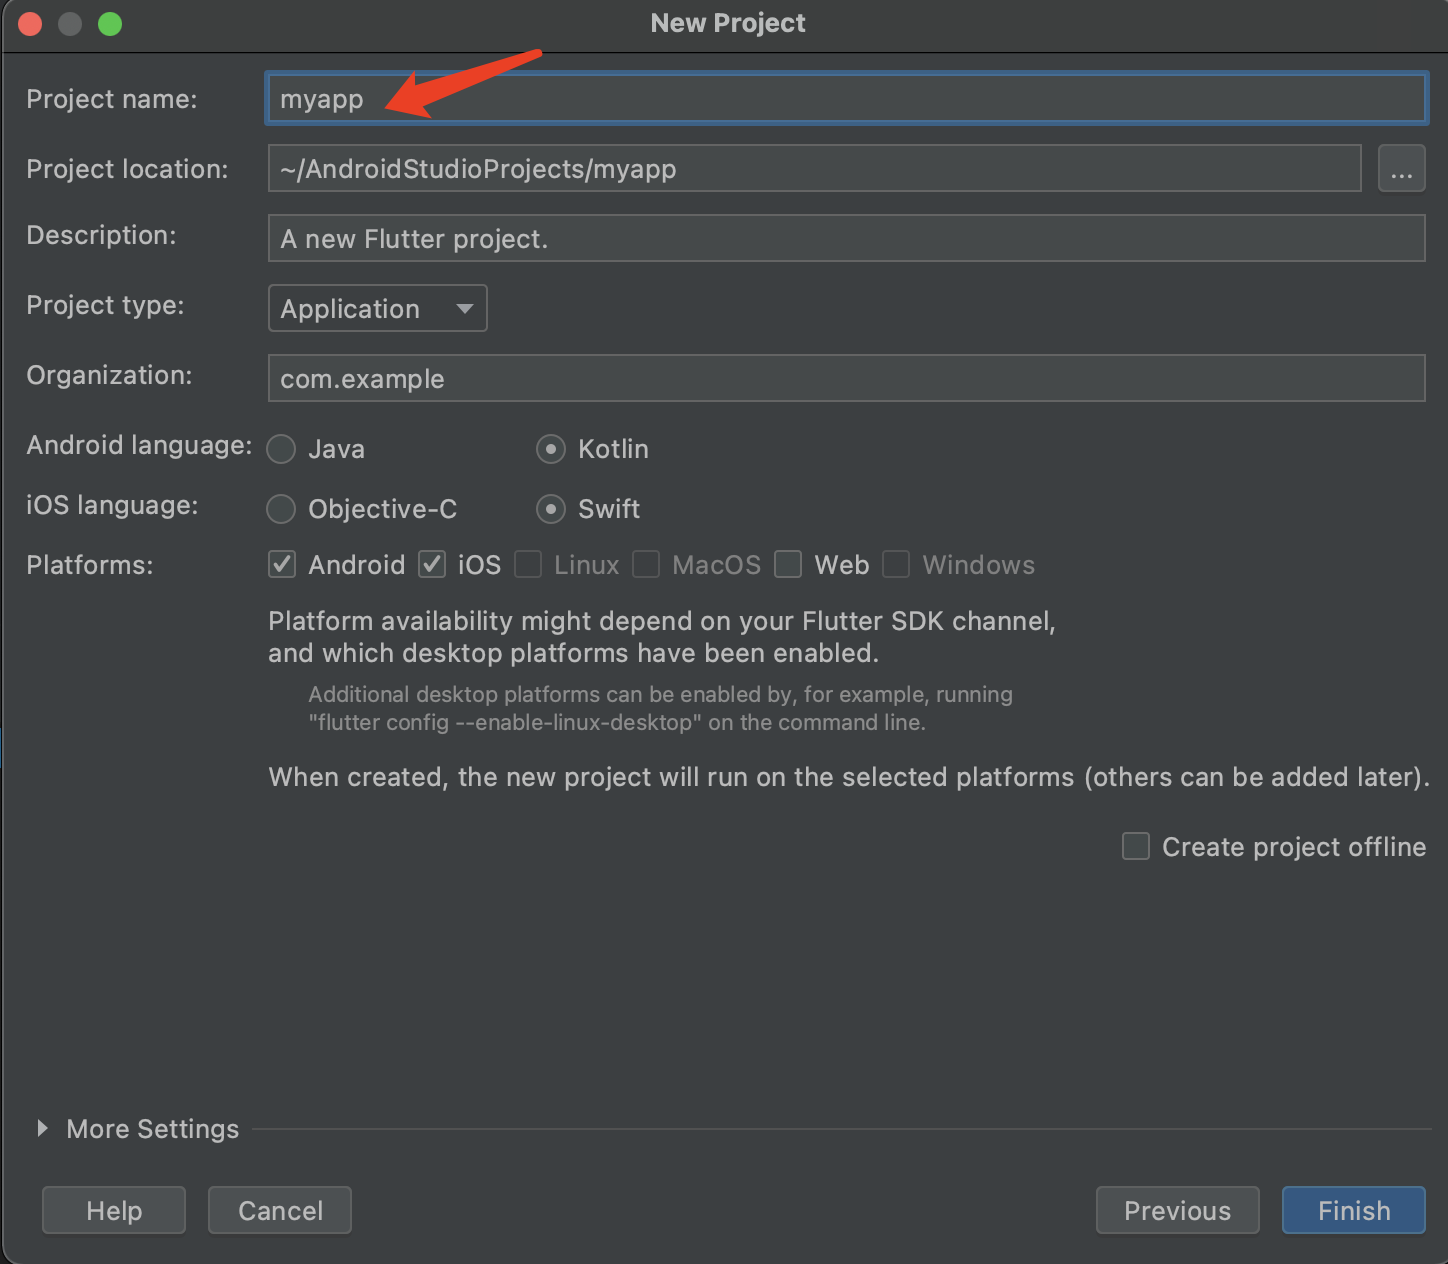 New Project
Project name: myapp
Project location: ~/AndroidStudioProjects/myapp ...
Description: A new Flutter project.
Project type: Application
Organization: com.example
Android language: Java Kotlin
iOS language: Objective-C Swift
Platforms: Android iOS Linux MacOS Web Windows
Platform availability might depend on your Flutter SDK channel,
and which desktop platforms have been enabled.
Additional desktop platforms can be enabled by, for example, running
"flutter config --enable-linux-desktop" on the command line.
When created, the new project will run on the selected platforms (others can be added later).
Create project offline
More Settings
Help Cancel Previous Finish